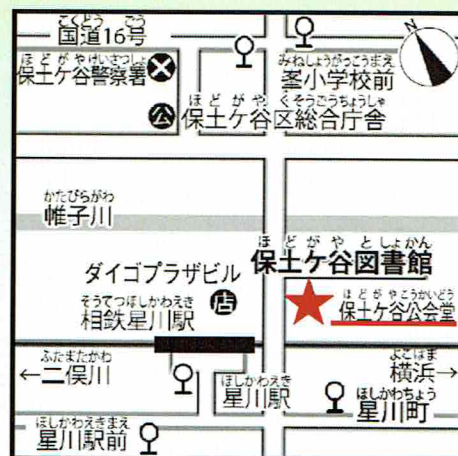 こくどう ごう
国道16号
ほどがやけいさつしょ
保土ケ谷警察署
みねしょうがっこうまえ
峯小学校前
N
公
ほどがやくそうごうちょうしゃ
保土ケ谷区総合庁舎
かたびらがわ
帷子川
ほどがやとしょかん
保土ケ谷図書館
ダイゴプラザビル
店
そうてつほしかわえき
相鉄星川駅
ほどがやこうかいどう
保土ケ谷公会堂
ふたまたかわ
←二俣川
ほしかわえき
星川駅
よこはま
横浜→
ほしかわちょう
星川町
ほしかわえきまえ
星川駅前